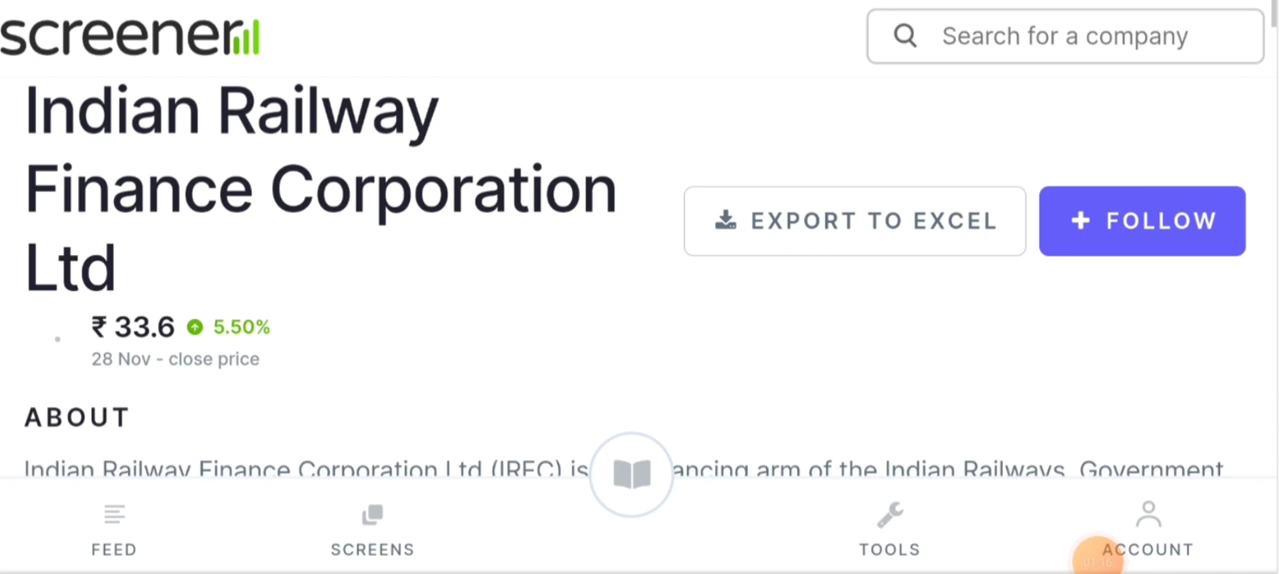 screener
Search for a company
Indian Railway
Finance Corporation
Ltd
EXPORT TO EXCEL
+ FOLLOW
₹ 33.6 5.50%
28 Nov - close price
ABOUT
Indian Railway Finance Corporation Ltd (IRFC) is ancing arm of the Indian Railways, Government
FEED
SCREENS
TOOLS
ACCOUNT